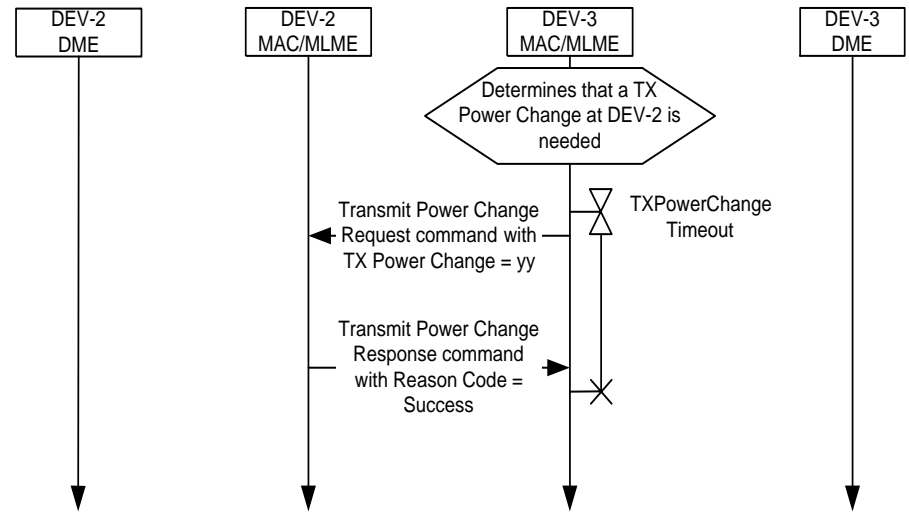 DEV-2
DME
DEV-2
MAC/MLME
DEV-3
MAC/MLME
DEV-3
DME
Determines that a TX
Power Change at DEV-2 is
needed
TXPowerChange
Timeout
Transmit Power Change
Request command with
TX Power Change = yy
Transmit Power Change
Response command
with Reason Code =
Success